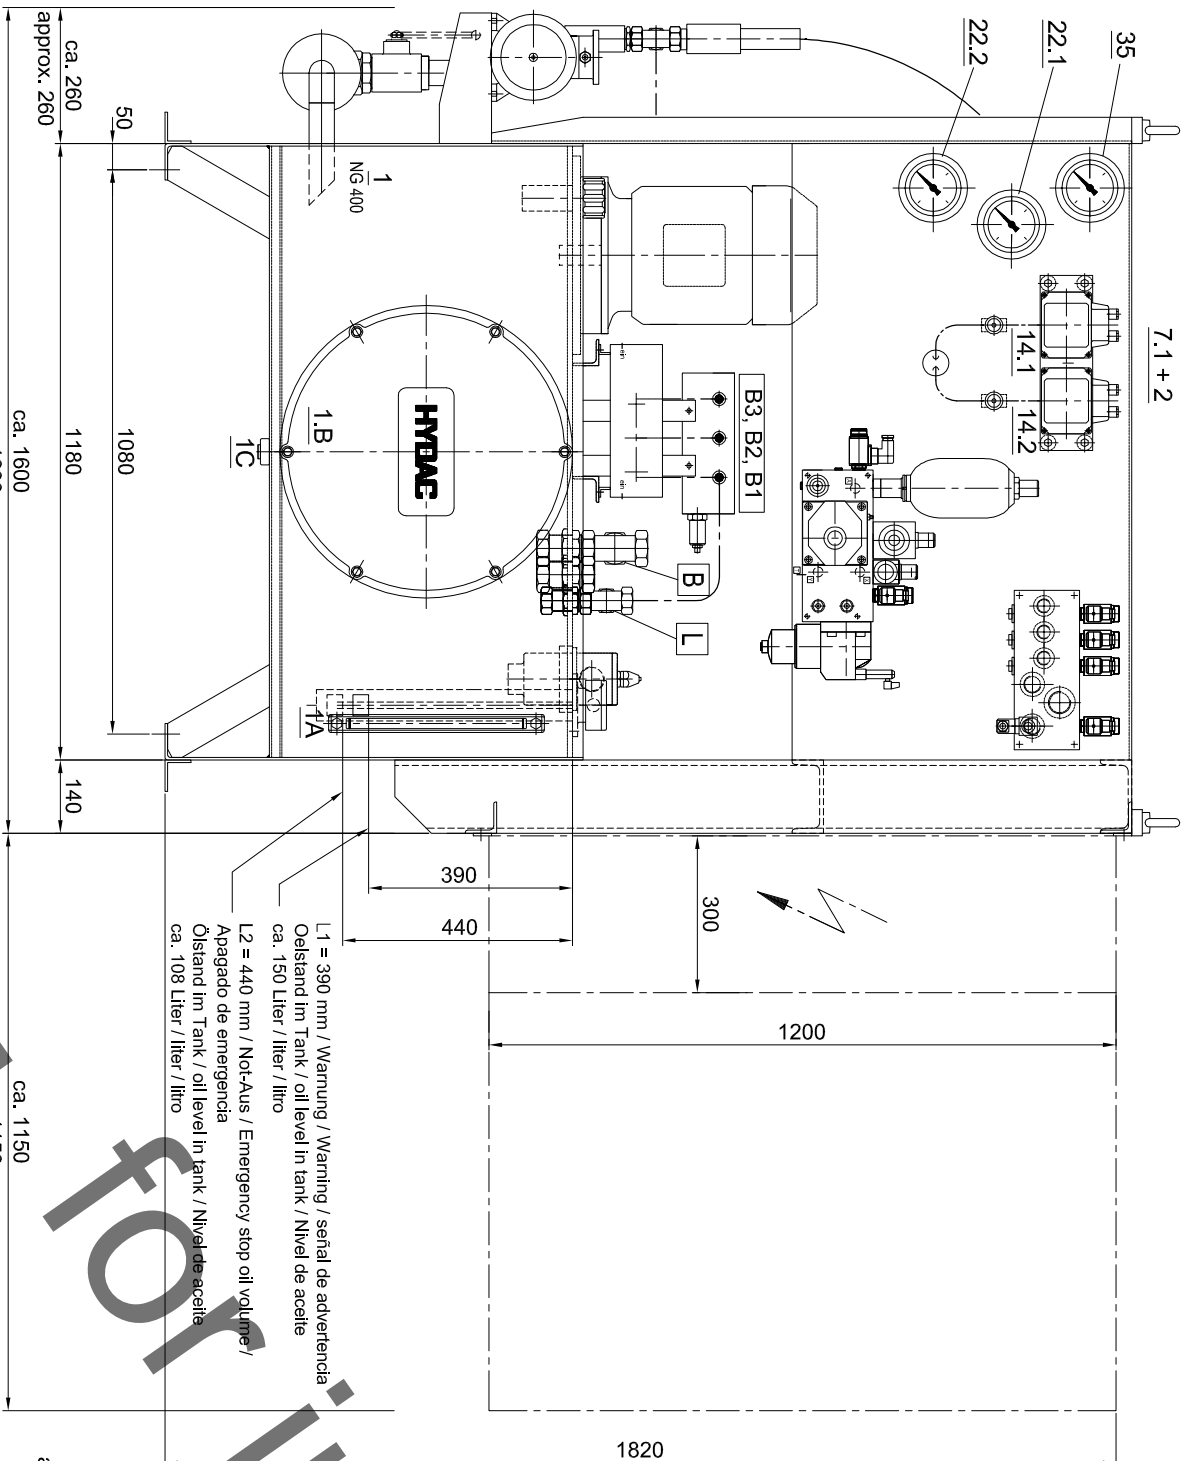 35
22.1
22.2
7.1 + 2
14.1
14.2
B3, B2, B1
B
L
1
NG 400
HYDAC
1.B
1C
1A
ca. 260
approx. 260
50
1080
1180
140
ca. 1600
390
440
300
1200
1820
ca. 1150
L1 = 390 mm / Warnung / Warning / señal de advertencia
Oelstand im Tank / oil level in tank / Nivel de aceite
ca. 150 Liter / liter / litro
L2 = 440 mm / Not-Aus / Emergency stop oil volume /
Apagado de emergencia
Ölstand im Tank / oil level in tank / Nivel de aceite
ca. 108 Liter / liter / litro
for